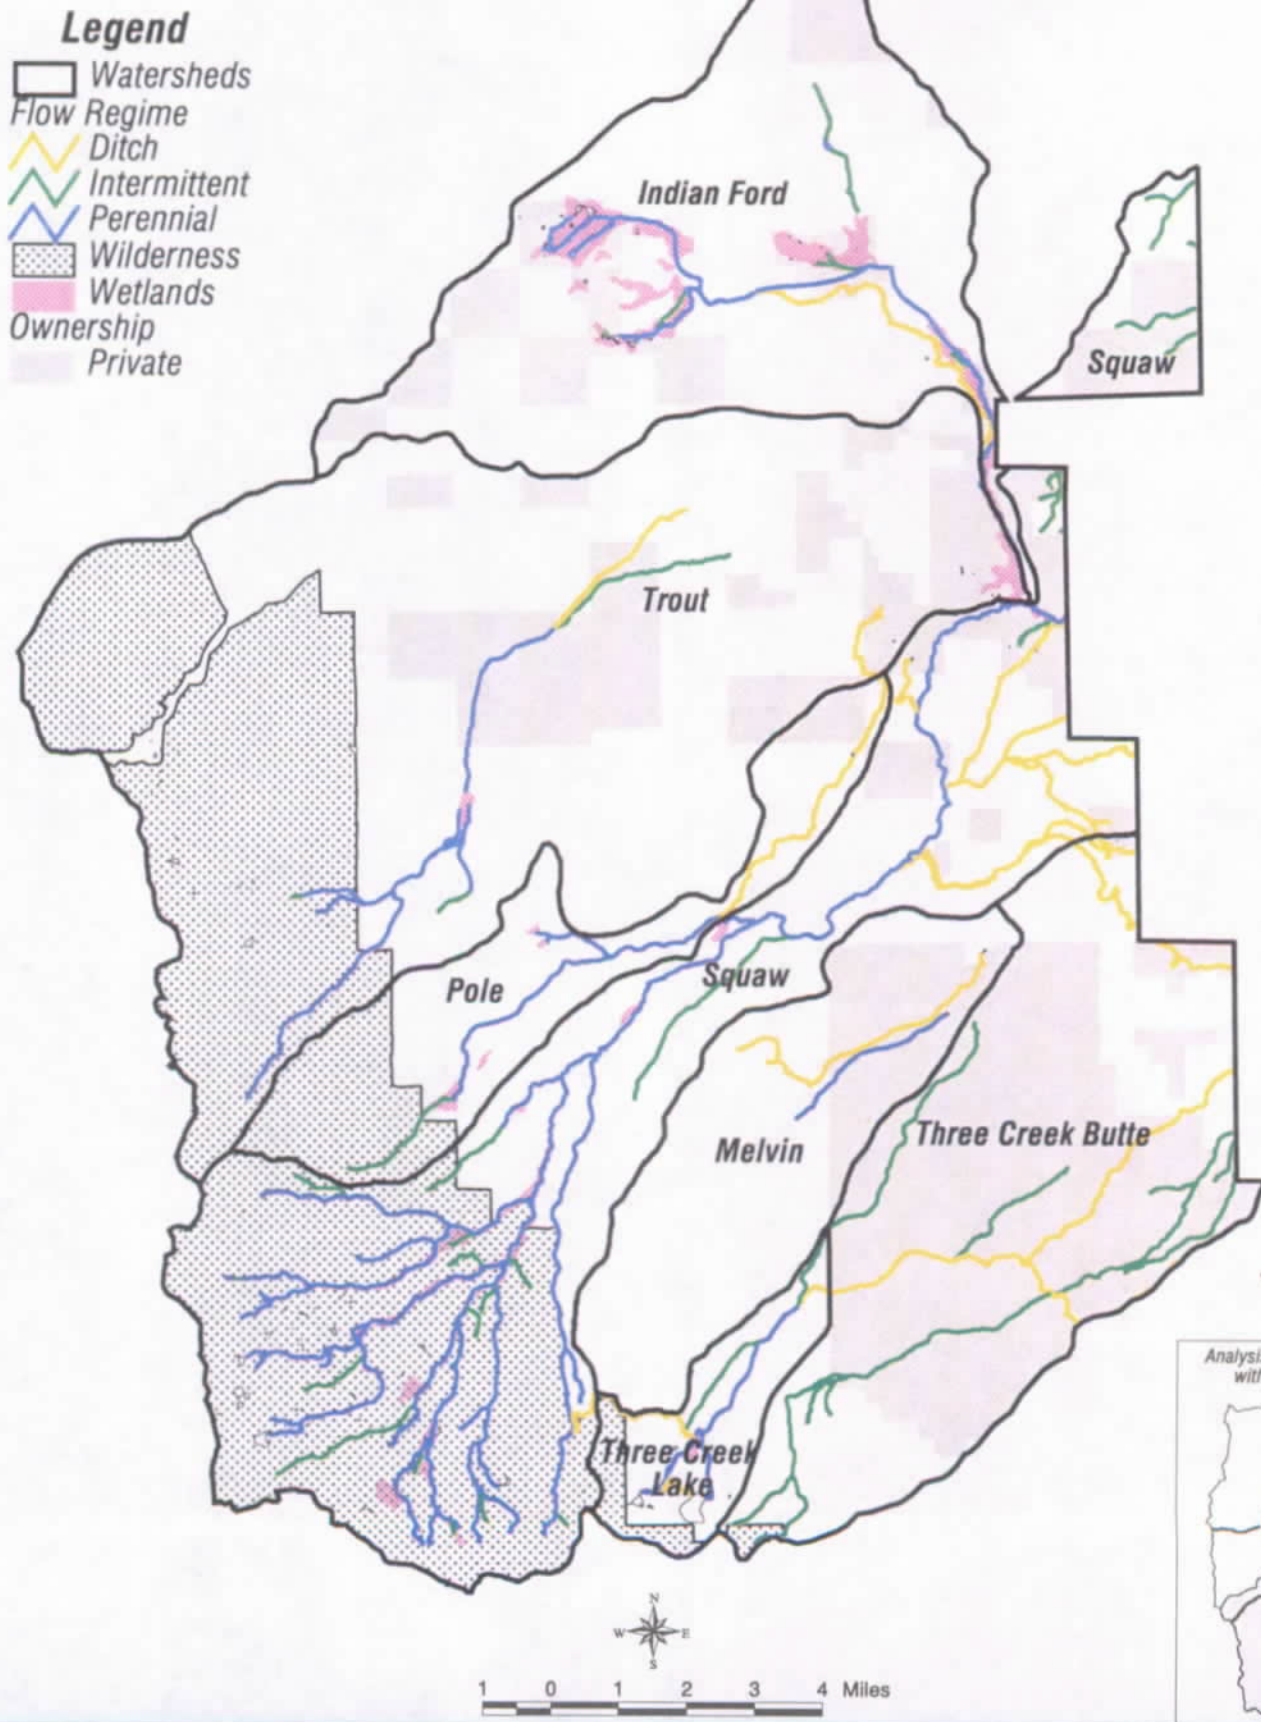 Legend
Watersheds
Flow Regime
Ditch
Intermittent
Perennial
Wilderness
Wetlands
Ownership
Private
Indian Ford
Squaw
Trout
Pole
Squaw
Melvin
Three Creek Butte
Three Creek
Lake
N
W E
S
1 0 1 2 3 4 Miles